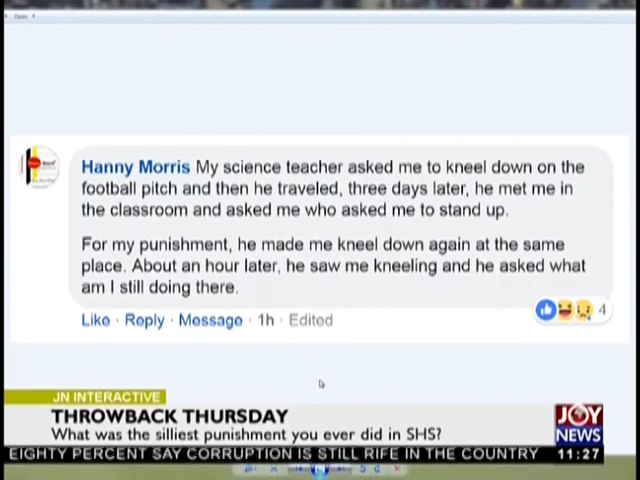 Open
Hanny Morris My science teacher asked me to kneel down on the
football pitch and then he traveled, three days later, he met me in
the classroom and asked me who asked me to stand up.
For my punishment, he made me kneel down again at the same
place. About an hour later, he saw me kneeling and he asked what
am I still doing there.
Like · Reply · Message · 1h · Edited
4
JN INTERACTIVE
THROWBACK THURSDAY
What was the silliest punishment you ever did in SHS?
JOY
NEWS
EIGHTY PERCENT SAY CORRUPTION IS STILL RIFE IN THE COUNTRY
11:27